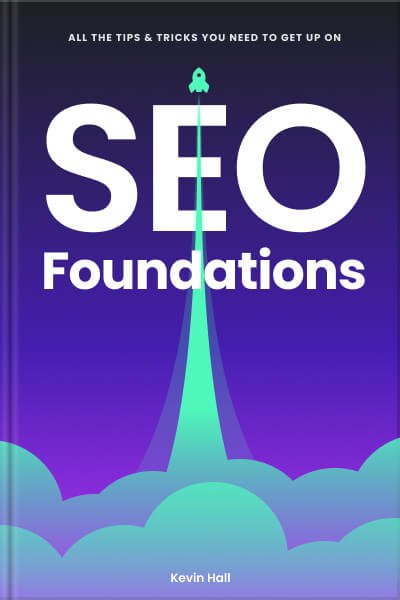 ALL THE TIPS & TRICKS YOU NEED TO GET UP ON
SEO
Foundations
Kevin Hall